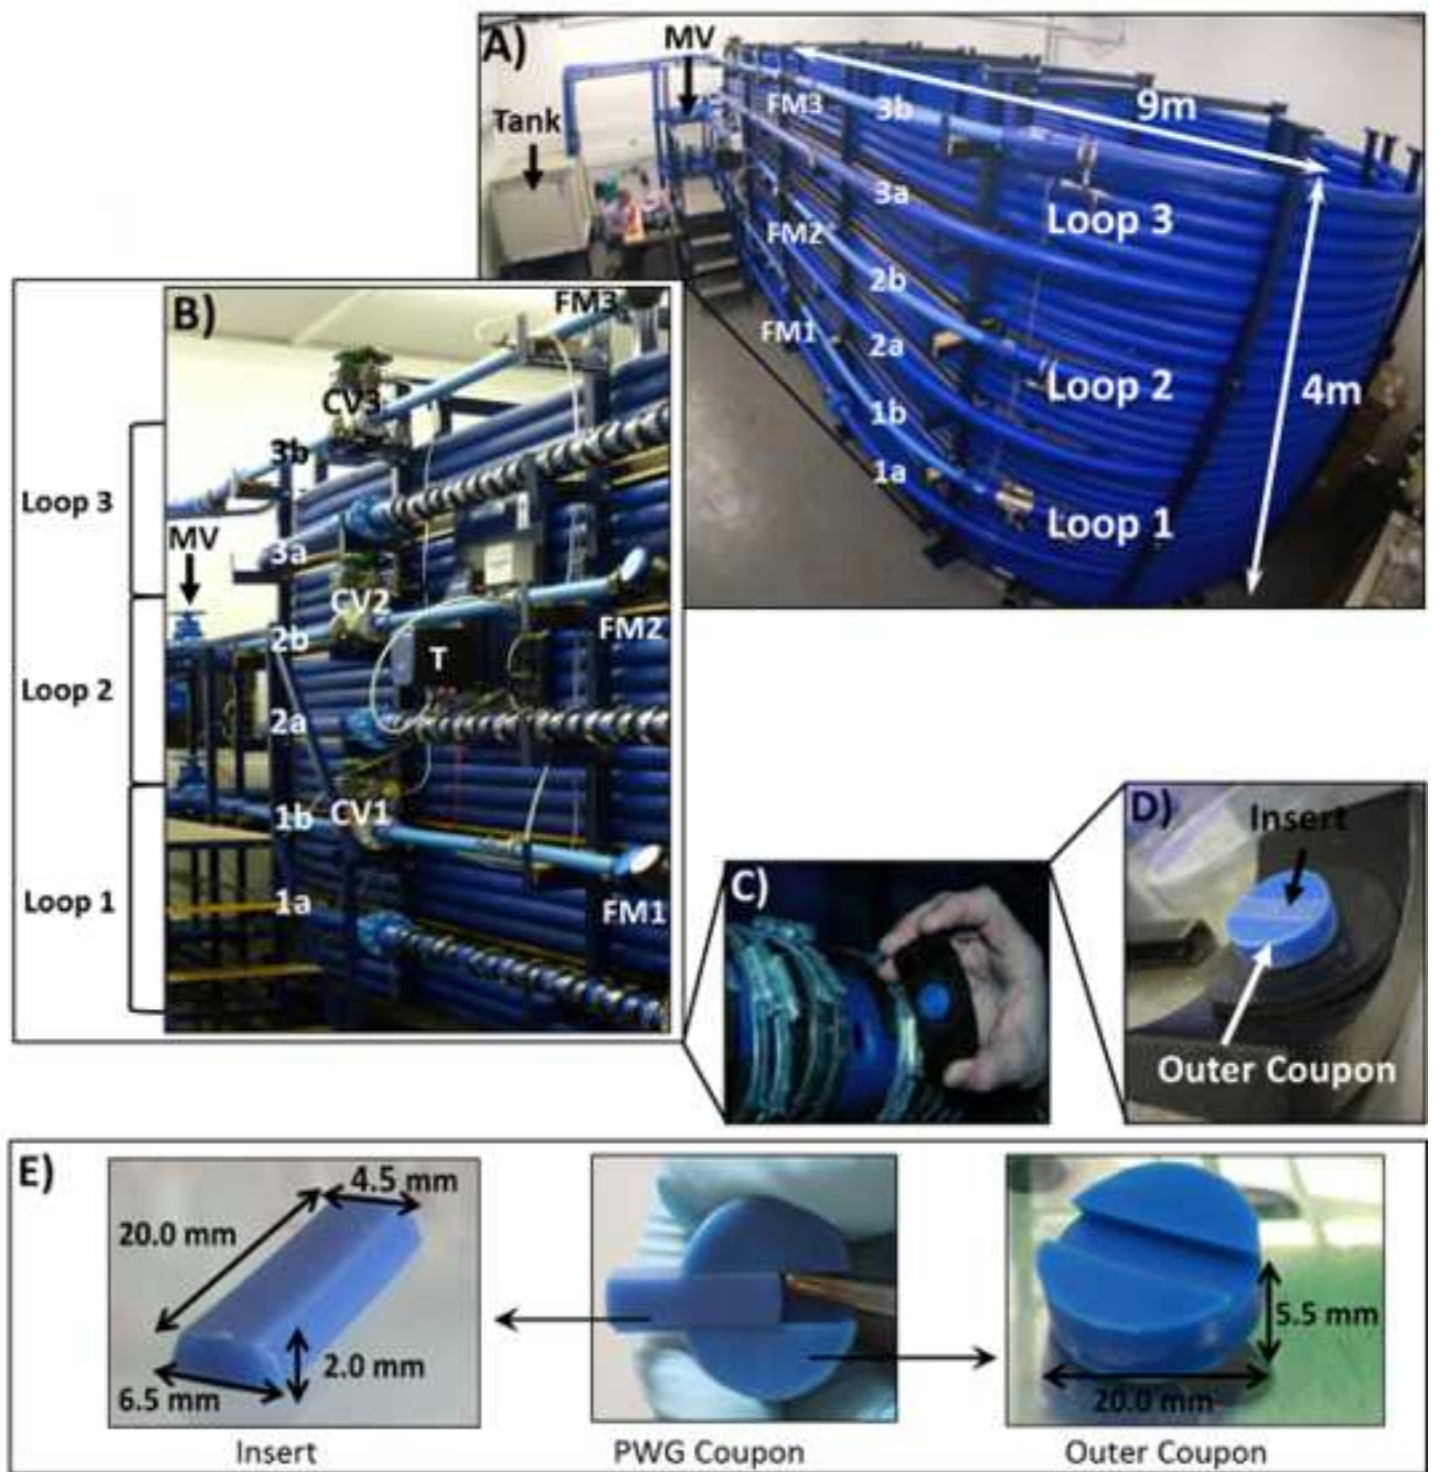 A)
MV
Tank
FM3
3b
9m
3a
Loop 3
FM2
2b
FM1
2a
Loop 2
4m
1b
1a
Loop 1
B)
FM3
CV3
3b
Loop 3
MV
3a
CV2
2b
FM2
T
Loop 2
2a
1b
CV1
Loop 1
1a
FM1
C)
D)
Insert
Outer Coupon
E)
4.5 mm
20.0 mm
2.0 mm
6.5 mm
5.5 mm
20.0 mm
Insert
PWG Coupon
Outer Coupon